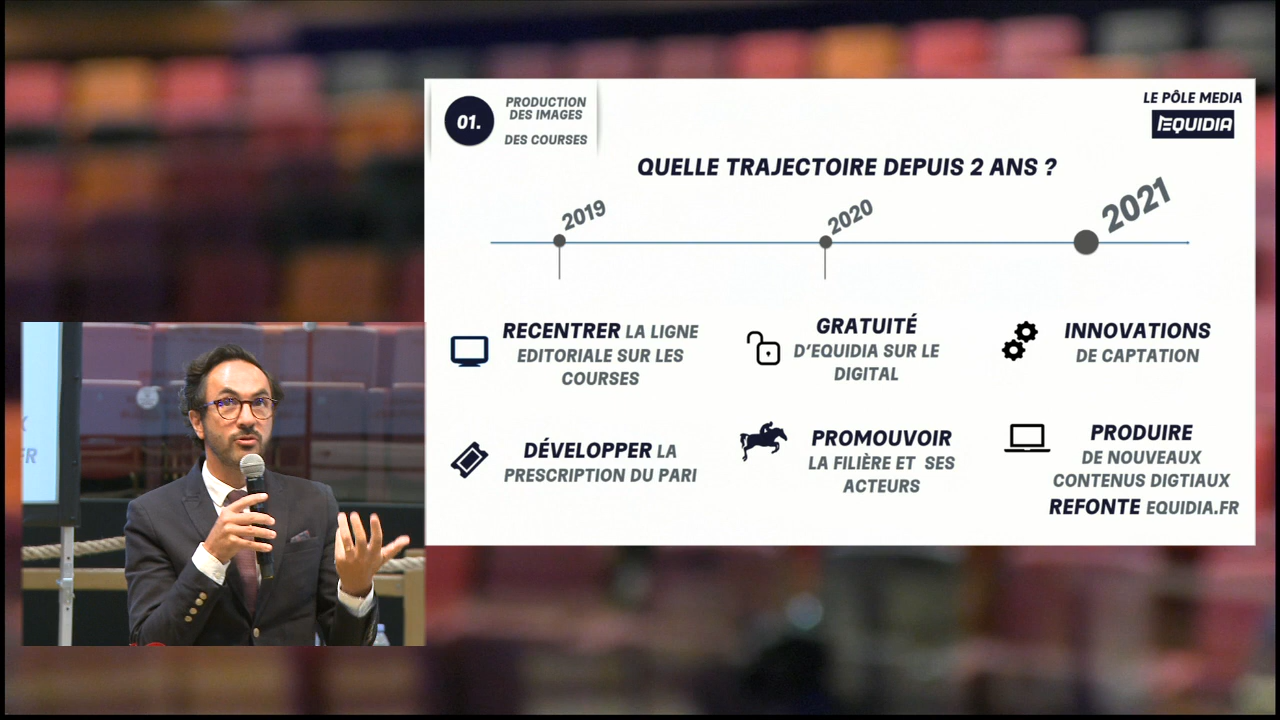 01.
PRODUCTION
DES IMAGES
DES COURSES
LE PÔLE MEDIA
EQUIDIA
QUELLE TRAJECTOIRE DEPUIS 2 ANS ?
2019
2020
2021
RECENTRER LA LIGNE
EDITORIALE SUR LES
COURSES
GRATUITÉ
D'EQUIDIA SUR LE
DIGITAL
INNOVATIONS
DE CAPTATION
DÉVELOPPER LA
PRESCRIPTION DU PARI
PROMOUVOIR
LA FILIÈRE ET SES
ACTEURS
PRODUIRE
DE NOUVEAUX
CONTENUS DIGTIAUX
REFONTE EQUIDIA.FR
X
FR